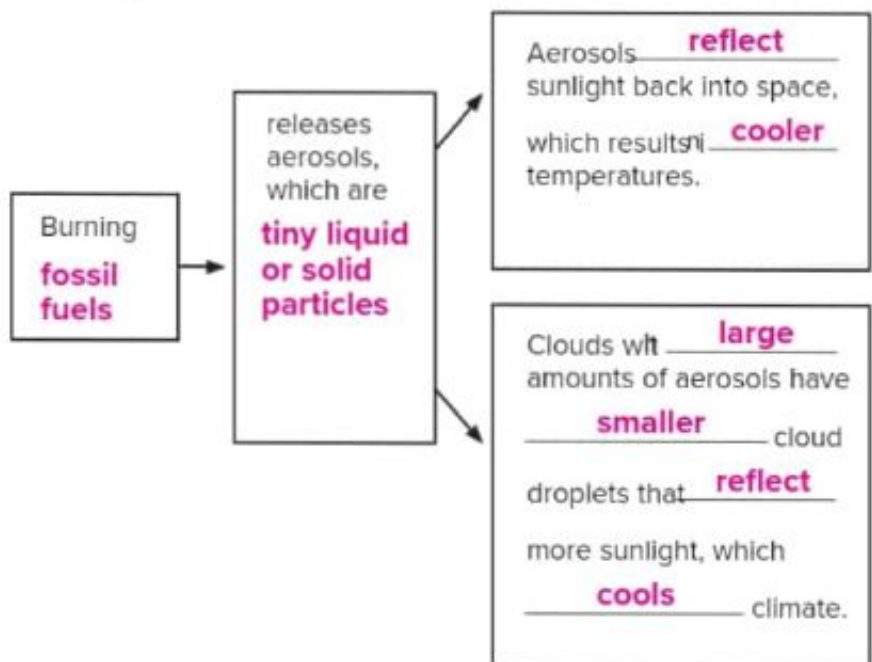 Burning
fossil
fuels
releases
aerosols,
which are
tiny liquid
or solid
particles
Aerosols reflect
sunlight back into space,
which results in cooler
temperatures.
Clouds wit large
amounts of aerosols have
smaller cloud
droplets that reflect
more sunlight, which
cools climate.